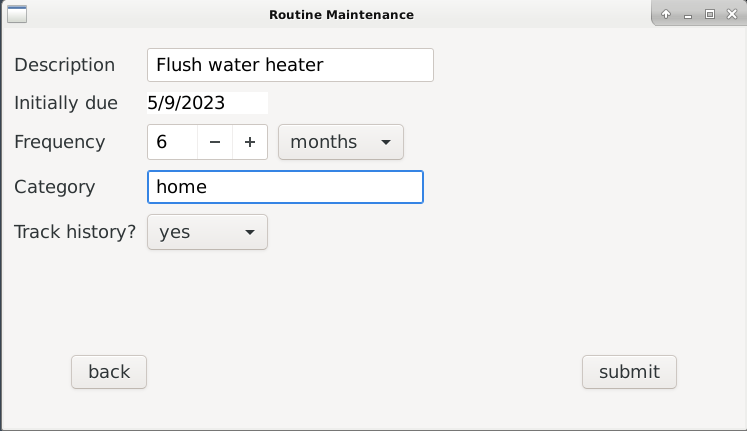 Routine Maintenance
Description Flush water heater
Initially due 5/9/2023
Frequency 6 − + months
Category home
Track history? yes
back submit